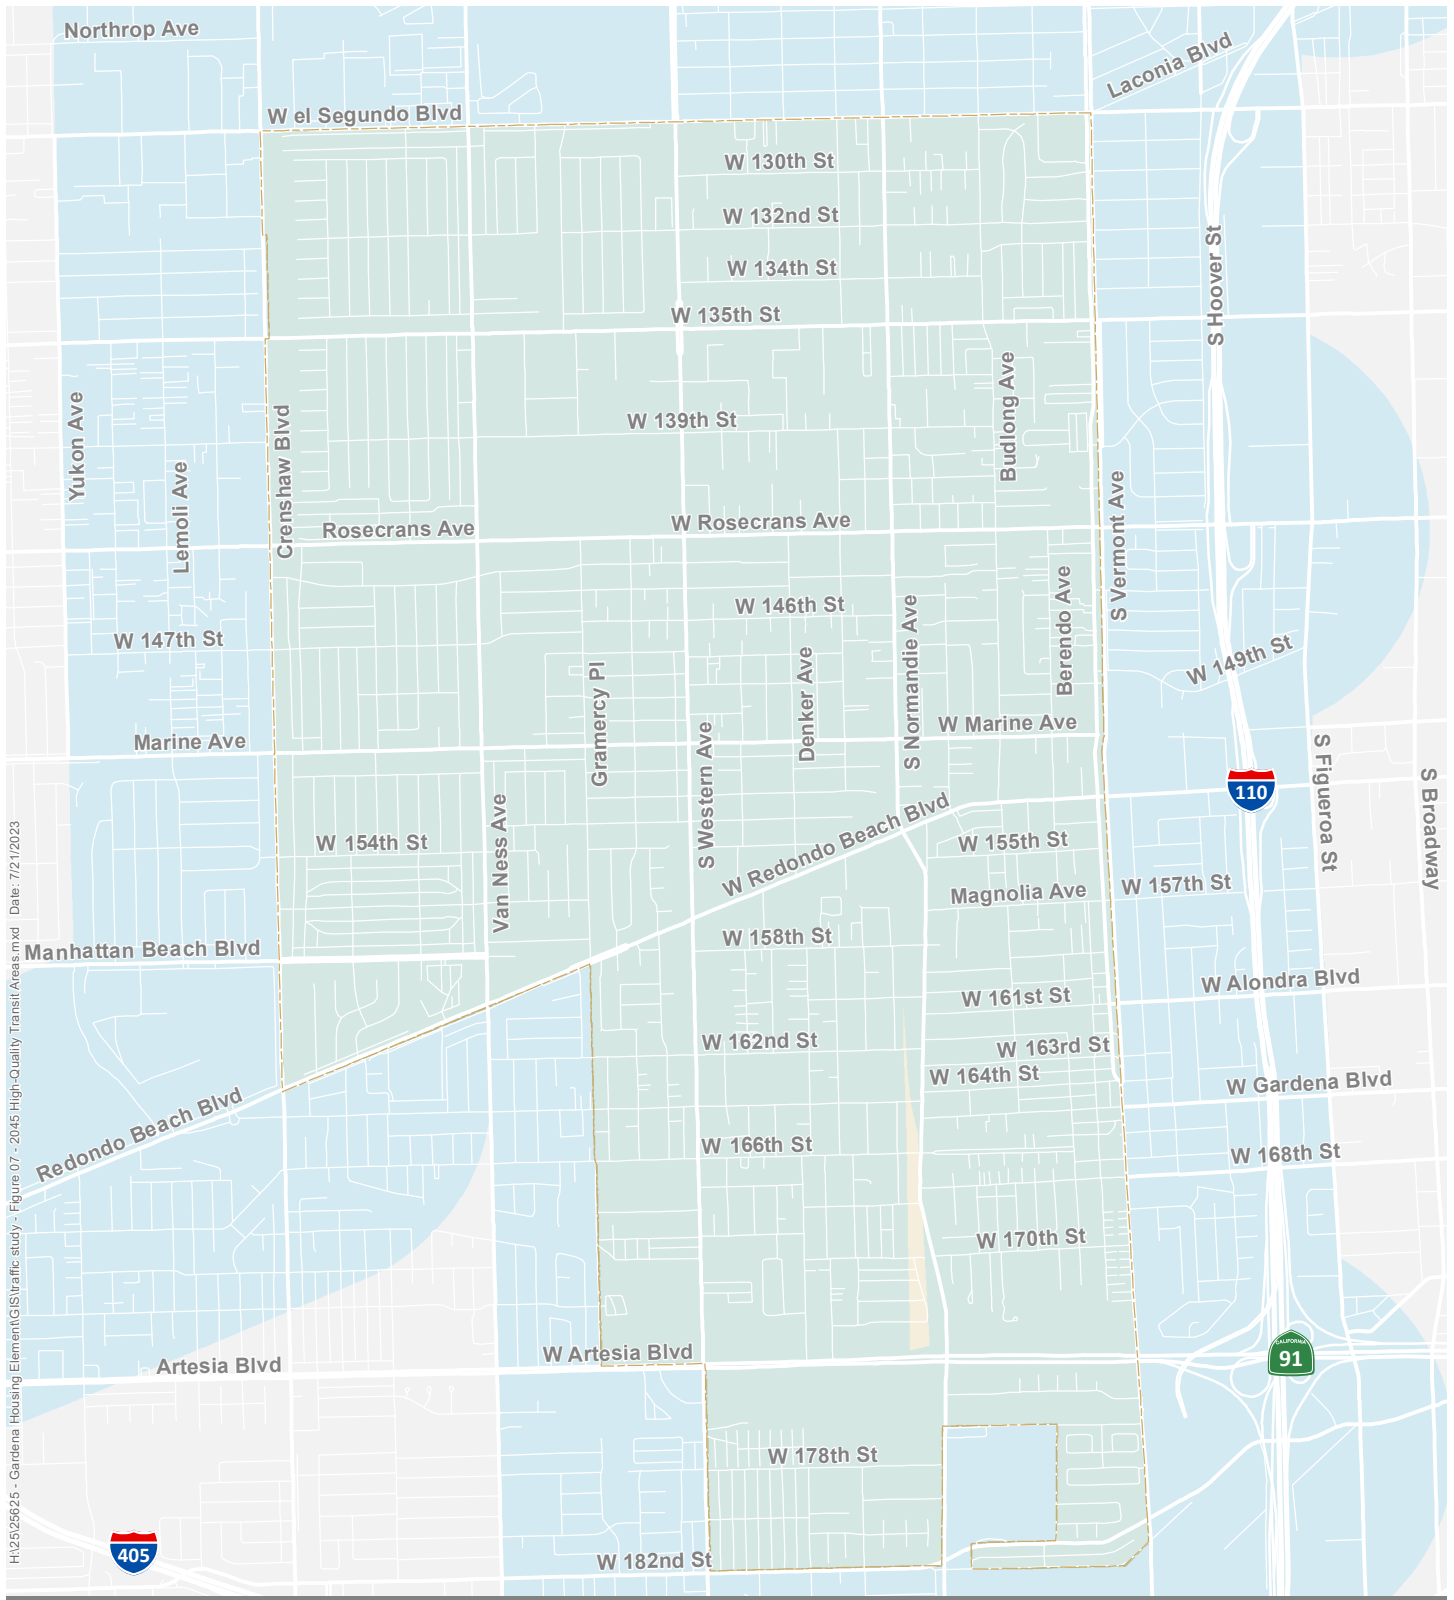 Northrop Ave
Laconia Blvd
W el Segundo Blvd
W 130th St
W 132nd St
W 134th St
W 135th St
S Hoover St
Yukon Ave
Lemoli Ave
Crenshaw Blvd
W 139th St
Budlong Ave
Rosecrans Ave
W Rosecrans Ave
S Vermont Ave
W 146th St
Berendo Ave
W 147th St
W 149th St
Gramercy Pl
Denker Ave
S Normandie Ave
Marine Ave
W Marine Ave
S Western Ave
S Figueroa St
S Broadway
110
W 154th St
Van Ness Ave
W Redondo Beach Blvd
W 155th St
W 157th St
Magnolia Ave
Manhattan Beach Blvd
W 158th St
W Alondra Blvd
W 161st St
W 162nd St
W 163rd St
W 164th St
W Gardena Blvd
Redondo Beach Blvd
W 166th St
W 168th St
W 170th St
Artesia Blvd
W Artesia Blvd
CALIFORNIA
91
W 178th St
405
W 182nd St
H:\25\25625 - Gardena Housing Element\GIS\traffic study - Figure 07 - 2045 High-Quality Transit Areas.mxd Date: 7/21/2023